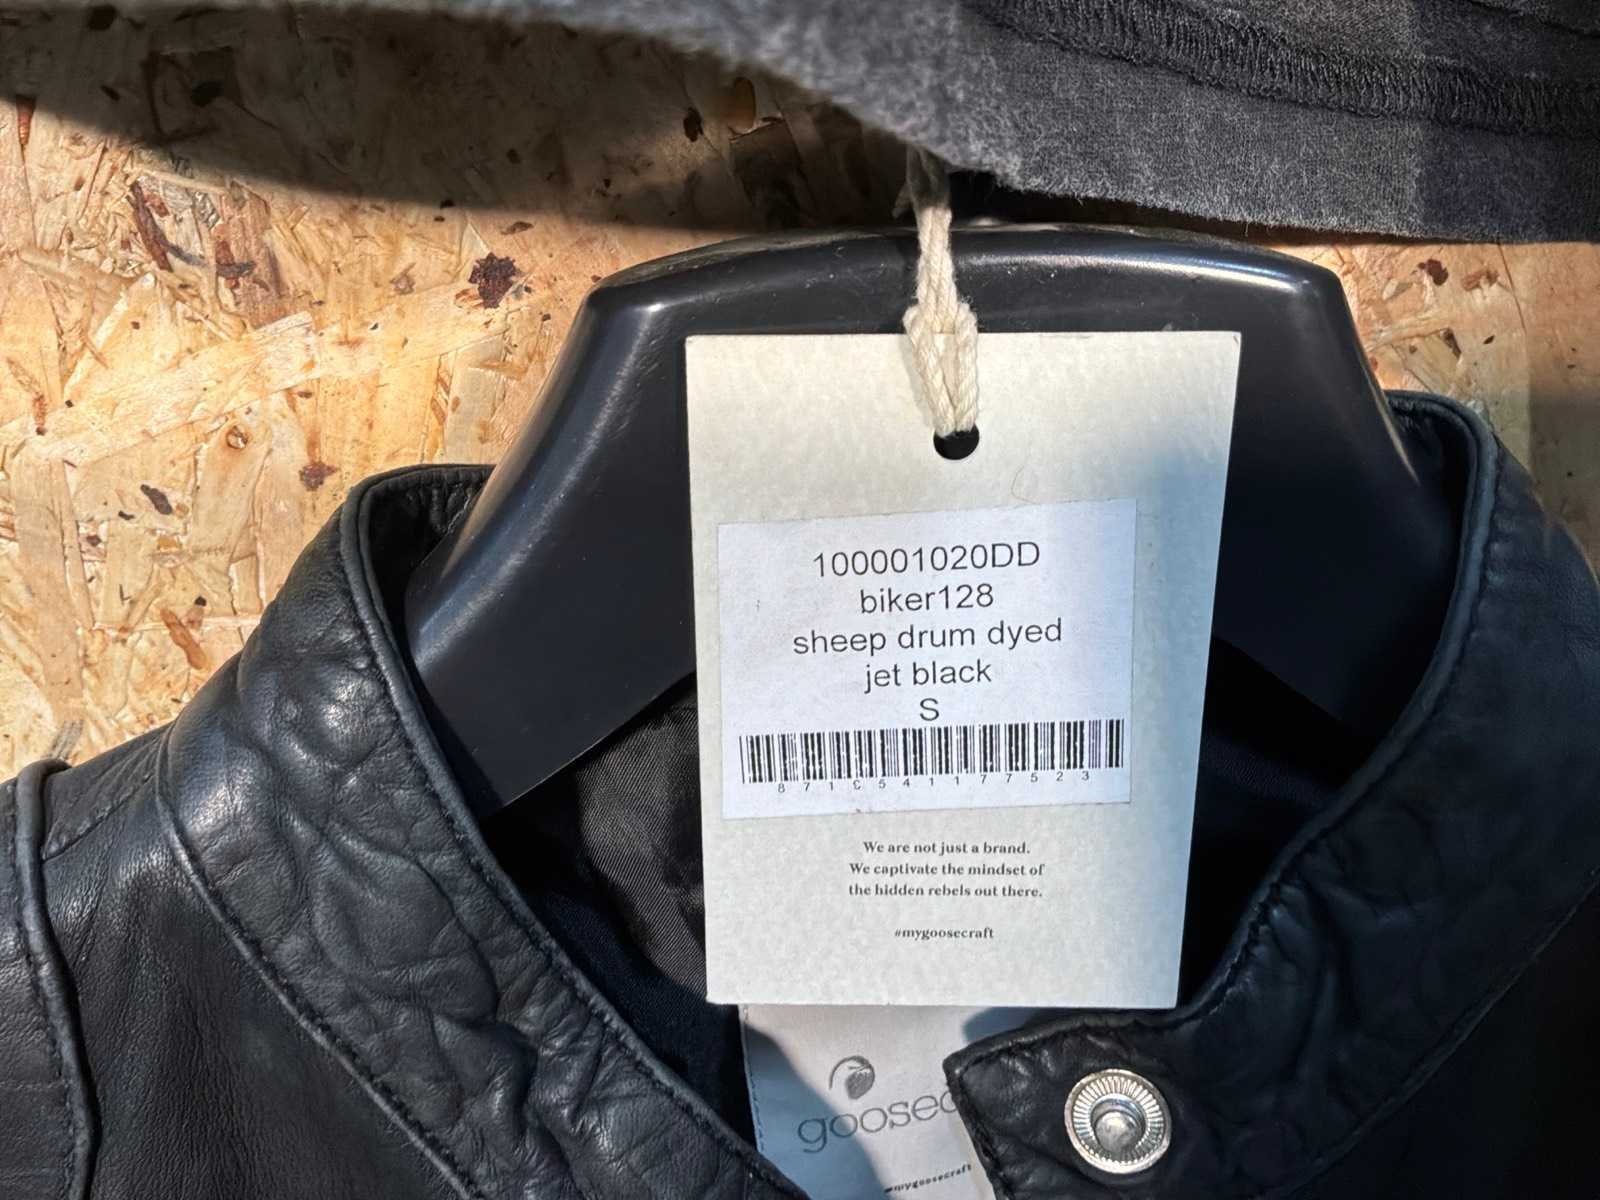 100001020DD
biker128
sheep drum dyed
jet black
S
We are not just a brand.
We captivate the mindset of
the hidden rebels out there.
#mygoosecraft
goosec
#mygoosecraft